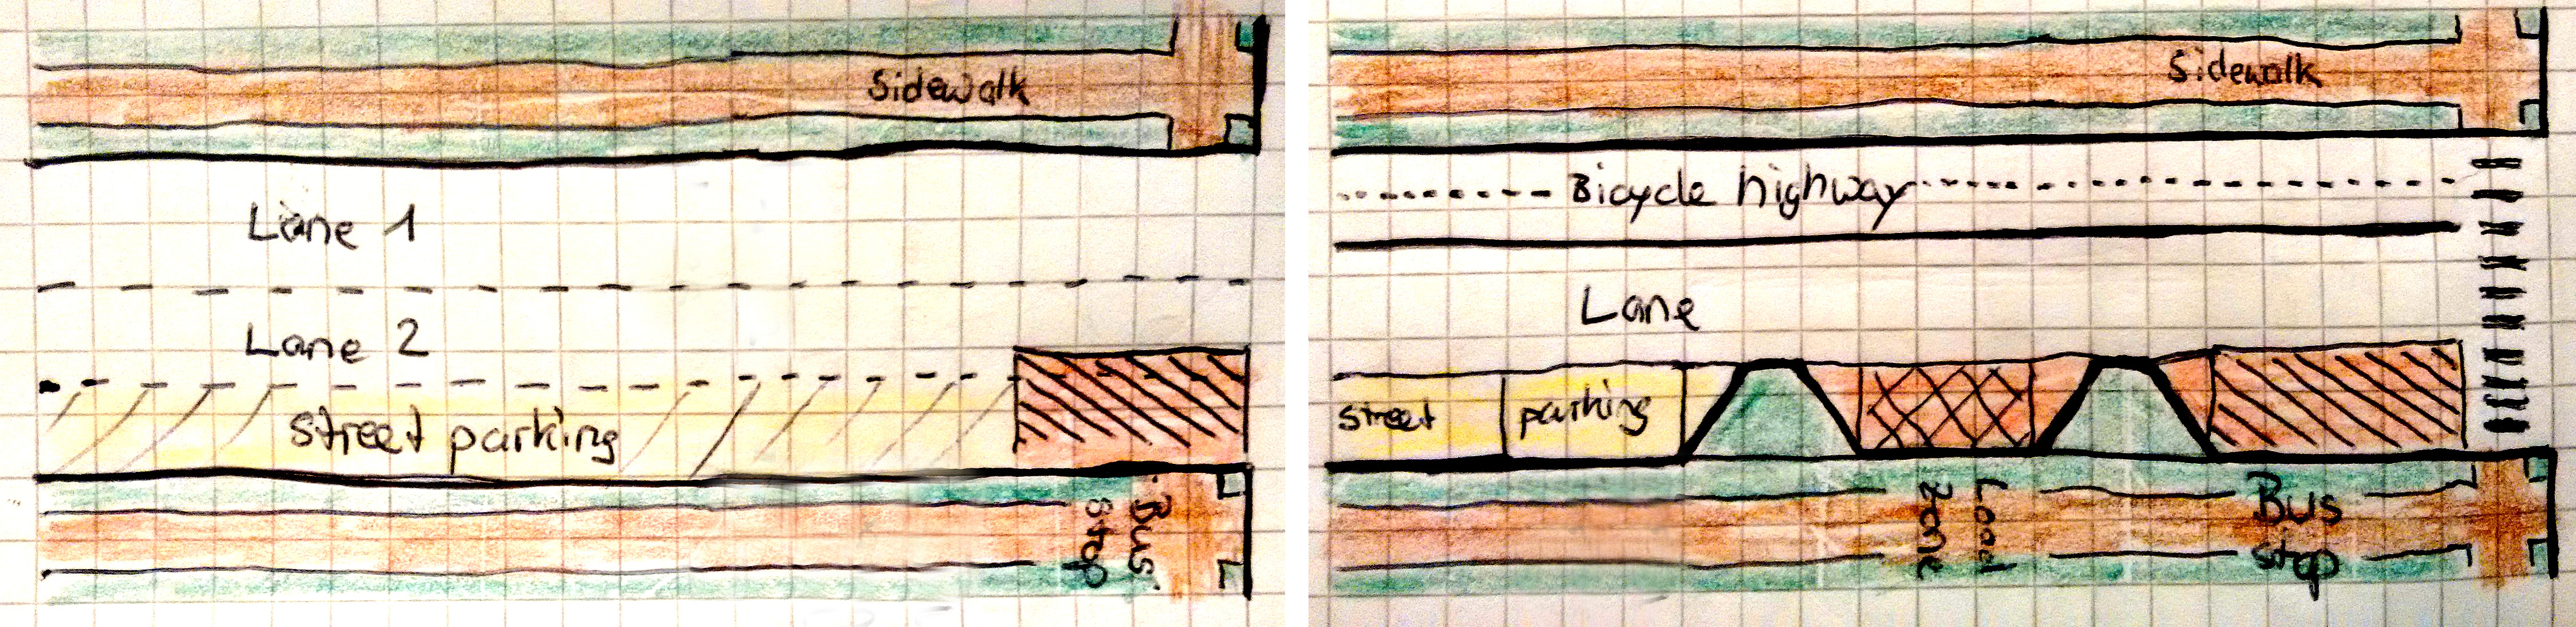 Sidewalk
Lane 1
Lane 2
Street parking
Bus
Stop
Sidewalk
Bicycle highway
Lane
Street parking
Load
Zone
Bus
stop